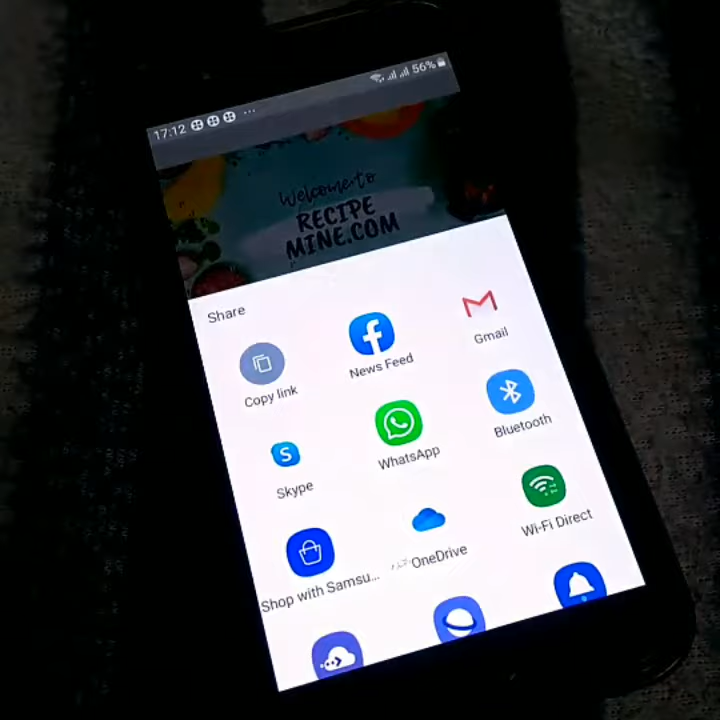 17:12 ... 56%
Welcome to
RECIPE
MINE.COM
Share
Copy link
News Feed
Gmail
Skype
WhatsApp
Bluetooth
Shop with Samsu...
OneDrive
Wi-Fi Direct